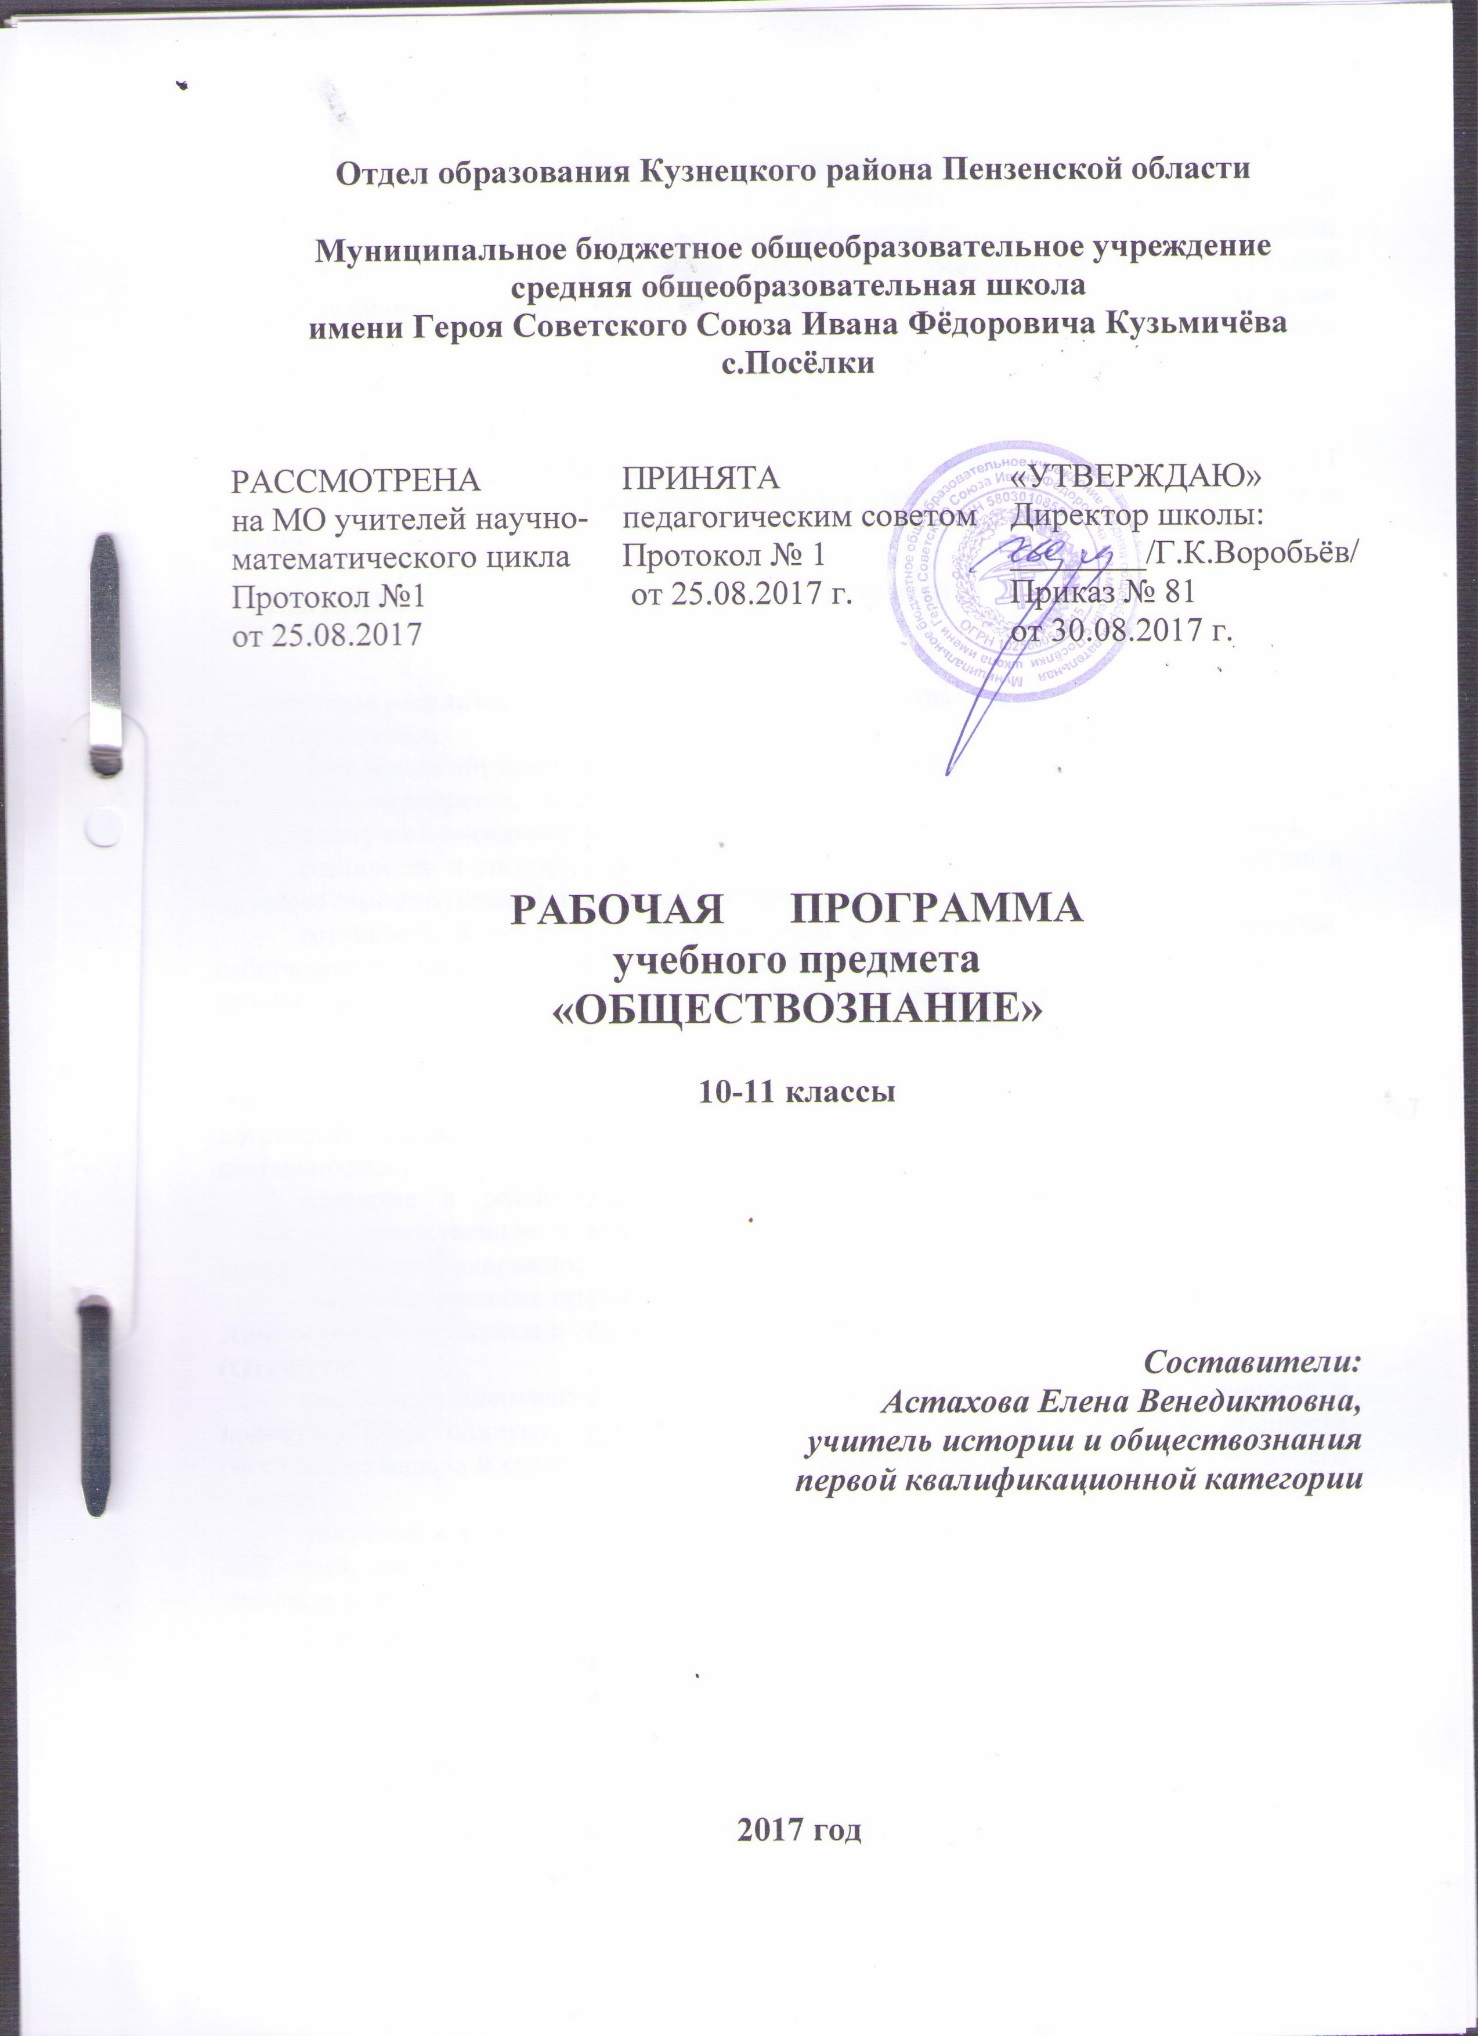 Отдел образования Кузнецкого района Пензенской области
Муниципальное бюджетное общеобразовательное учреждение
средняя общеобразовательная школа
имени Героя Советского Союза Ивана Фёдоровича Кузьмичёва
с.Посёлки
РАССМОТРЕНА
на МО учителей научно-
математического цикла
Протокол №1
от 25.08.2017
ПРИНЯТА
педагогическим советом
Протокол № 1
от 25.08.2017 г.
«УТВЕРЖДАЮ»
Директор школы:
/Г.К.Воробьёв/
Приказ № 81
от 30.08.2017 г.
РАБОЧАЯ ПРОГРАММА
учебного предмета
«ОБЩЕСТВОЗНАНИЕ»
10-11 классы
Составители:
Астахова Елена Венедиктовна,
учитель истории и обществознания
первой квалификационной категории
2017 год